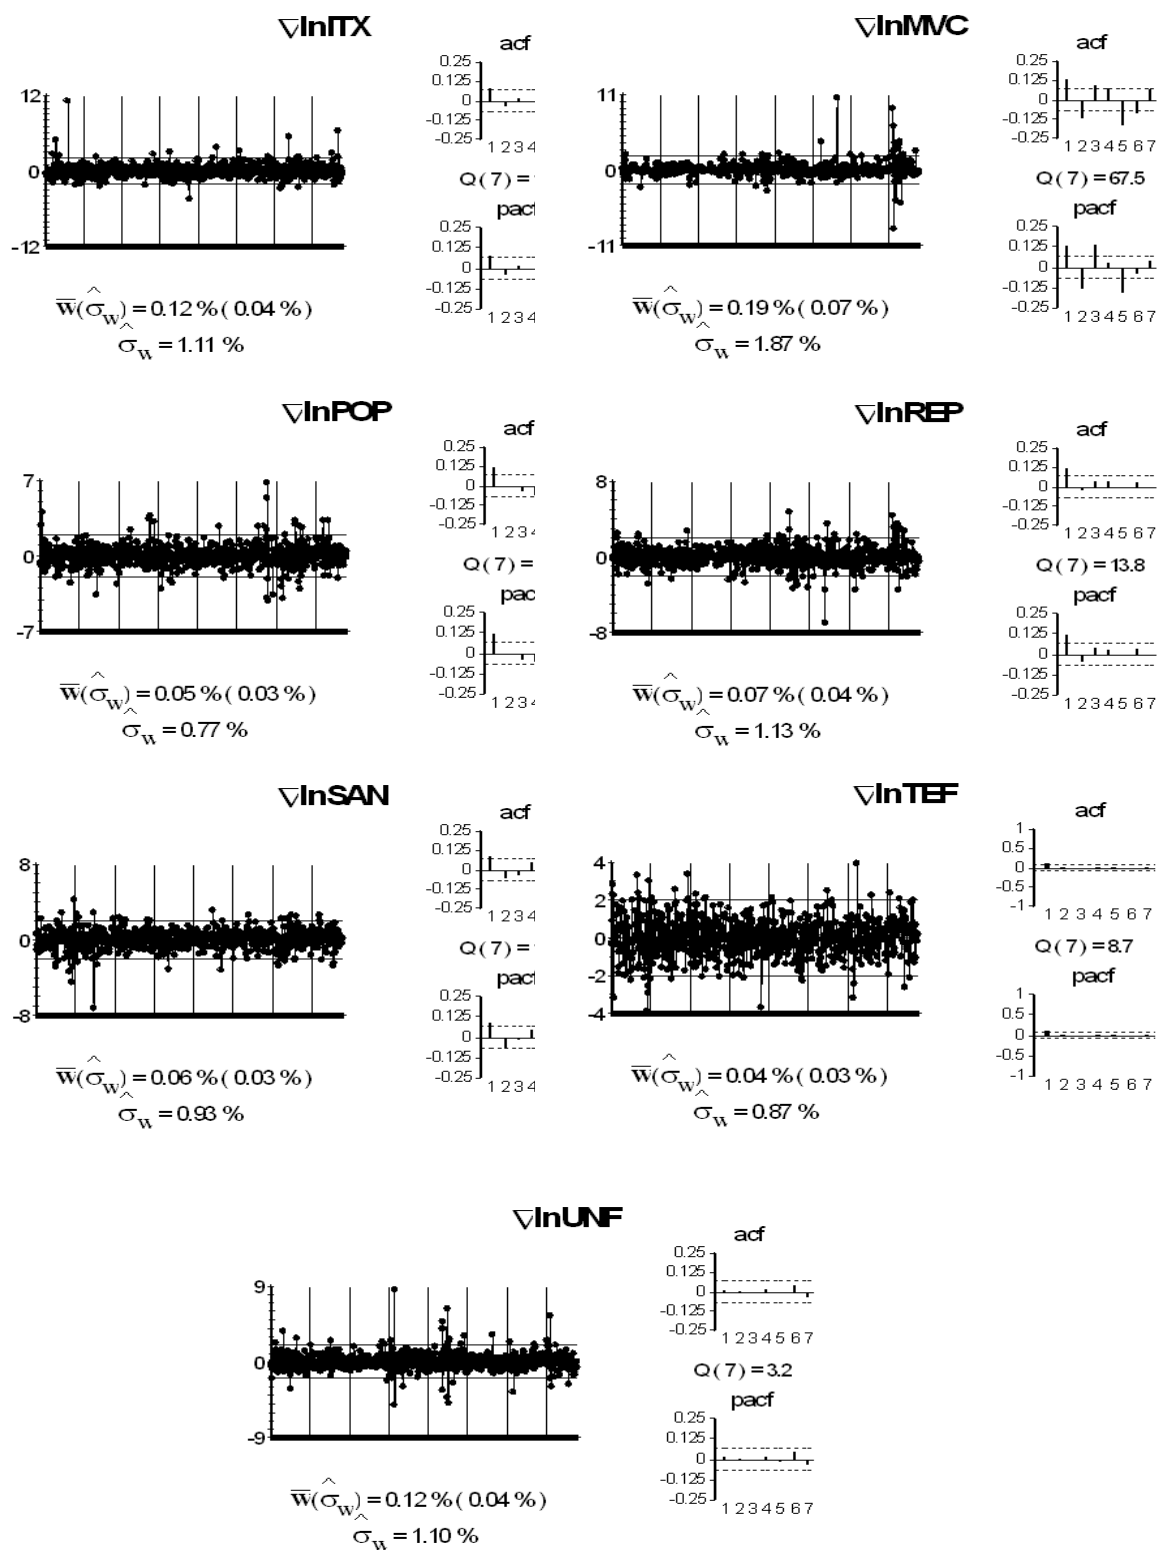 ∇lnITX
acf
0.25
0.125
0
-0.125
-0.25
1 2 3 4
12
0
-12
Q(7) =
pacf
0.25
0.125
0
-0.125
-0.25
1 2 3 4
w̄(σ̂w) = 0.12 % (0.04 %)
σ̂w = 1.11 %
∇lnMVC
acf
0.25
0.125
0
-0.125
-0.25
1 2 3 4 5 6 7
11
0
-11
Q(7) = 67.5
pacf
0.25
0.125
0
-0.125
-0.25
1 2 3 4 5 6 7
w̄(σ̂w) = 0.19 % (0.07 %)
σ̂w = 1.87 %
∇lnPOP
acf
0.25
0.125
0
-0.125
-0.25
1 2 3 4
7
0
-7
Q(7) =
pac
0.25
0.125
0
-0.125
-0.25
1 2 3 4
w̄(σ̂w) = 0.05 % (0.03 %)
σ̂w = 0.77 %
∇lnREP
acf
0.25
0.125
0
-0.125
-0.25
1 2 3 4 5 6 7
8
0
-8
Q(7) = 13.8
pacf
0.25
0.125
0
-0.125
-0.25
1 2 3 4 5 6 7
w̄(σ̂w) = 0.07 % (0.04 %)
σ̂w = 1.13 %
∇lnSAN
acf
0.25
0.125
0
-0.125
-0.25
1 2 3 4
8
0
-8
Q(7) =
pacf
0.25
0.125
0
-0.125
-0.25
1 2 3 4
w̄(σ̂w) = 0.06 % (0.03 %)
σ̂w = 0.93 %
∇lnTEF
acf
1
0.5
0
-0.5
-1
1 2 3 4 5 6 7
4
2
0
-2
-4
Q(7) = 8.7
pacf
1
0.5
0
-0.5
-1
1 2 3 4 5 6 7
w̄(σ̂w) = 0.04 % (0.03 %)
σ̂w = 0.87 %
∇lnUNF
acf
0.25
0.125
0
-0.125
-0.25
1 2 3 4 5 6 7
9
0
-9
Q(7) = 3.2
pacf
0.25
0.125
0
-0.125
-0.25
1 2 3 4 5 6 7
w̄(σ̂w) = 0.12 % (0.04 %)
σ̂w = 1.10 %